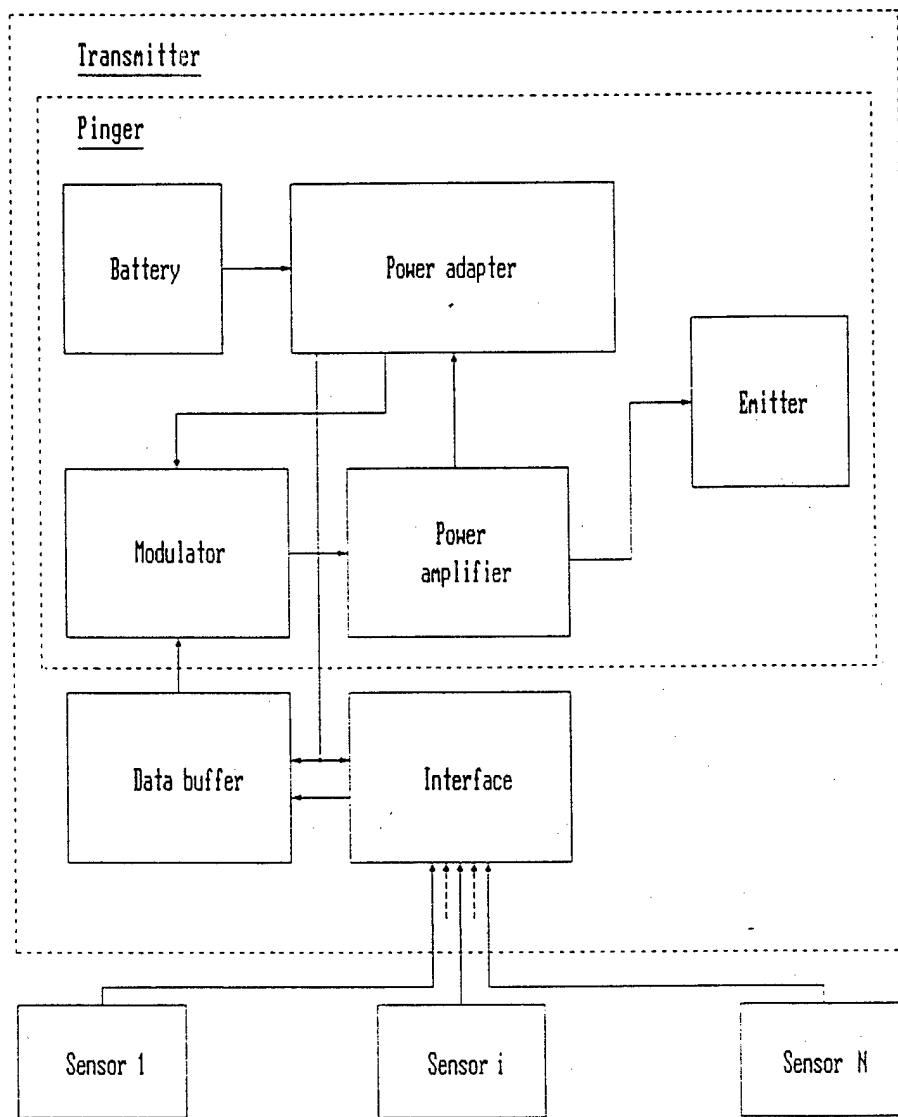 Transmitter
Pinger
Battery
Power adapter
Emitter
Modulator
Power
amplifier
Data buffer
Interface
Sensor 1
Sensor i
Sensor N